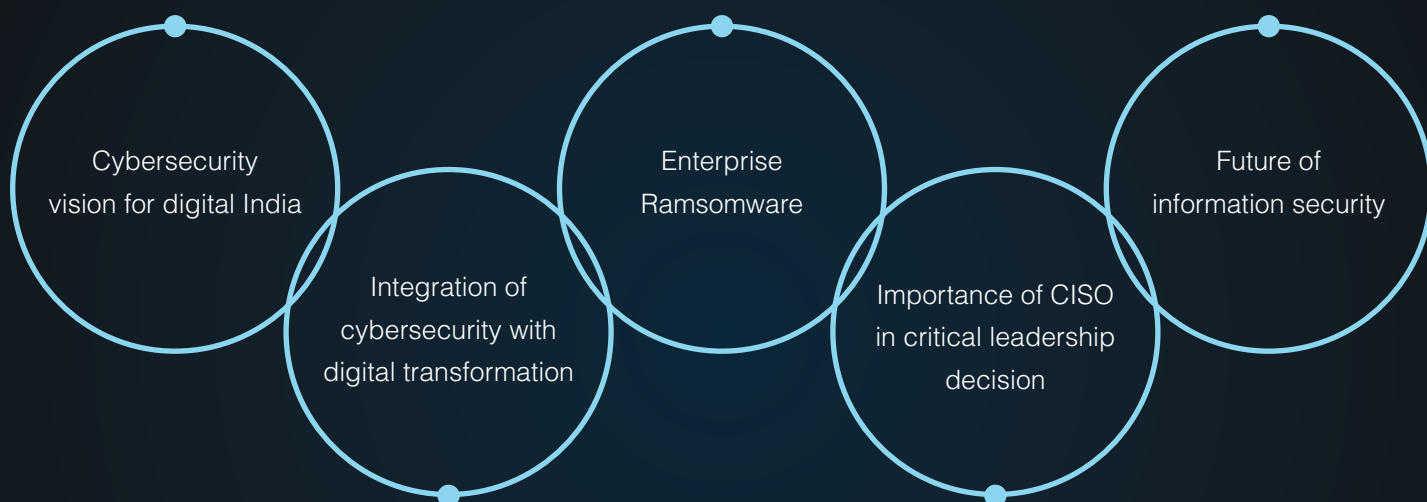 Cybersecurity
vision for digital India
Integration of
cybersecurity with
digital transformation
Enterprise
Ramsomware
Importance of CISO
in critical leadership
decision
Future of
information security